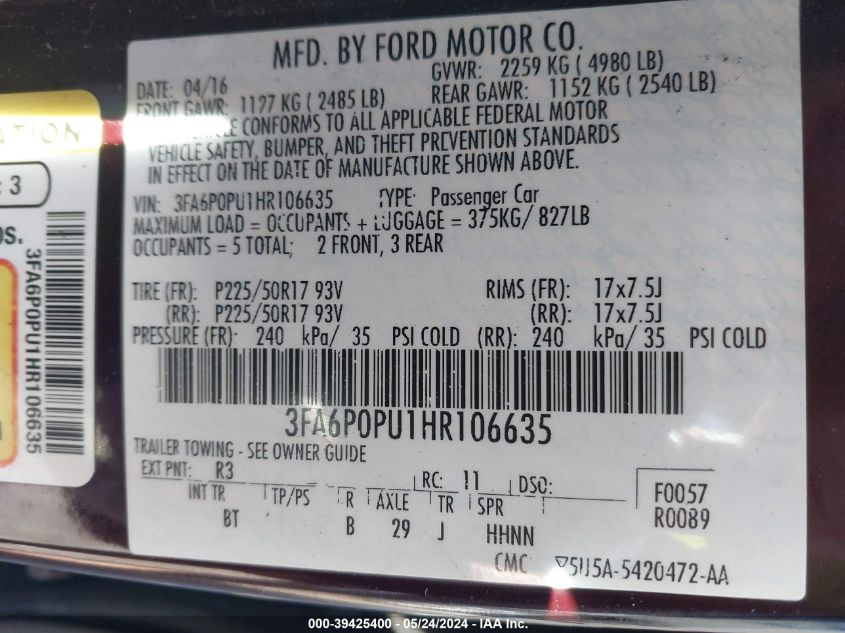 MFD. BY FORD MOTOR CO.
DATE: 04/16 GVWR: 2259 KG ( 4980 LB)
FRONT GAWR: 1127 KG ( 2485 LB) REAR GAWR: 1152 KG ( 2540 LB)
VEHICLE CONFORMS TO ALL APPLICABLE FEDERAL MOTOR
VEHICLE SAFETY, BUMPER, AND THEFT PREVENTION STANDARDS
IN EFFECT ON THE DATE OF MANUFACTURE SHOWN ABOVE.
VIN: 3FA6P0PU1HR106635 TYPE: Passenger Car
MAXIMUM LOAD = OCCUPANTS + LUGGAGE = 375KG/ 827LB
OCCUPANTS = 5 TOTAL; 2 FRONT, 3 REAR
TIRE (FR): P225/50R17 93V RIMS (FR): 17x7.5J
(RR): P225/50R17 93V (RR): 17x7.5J
PRESSURE (FR): 240 kPa/ 35 PSI COLD (RR): 240 kPa/ 35 PSI COLD
3FA6P0PU1HR106635
TRAILER TOWING - SEE OWNER GUIDE
EXT PNT: R3 RC: 11 DSO:
INT TR TP/PS R AXLE TR SPR
BT B 29 J HHNN
F0057
R0089
CMC 5U5A-5420472-AA
: 3
3FA6P0PU1HR106635
000-39425400 - 05/24/2024 - IAA Inc.